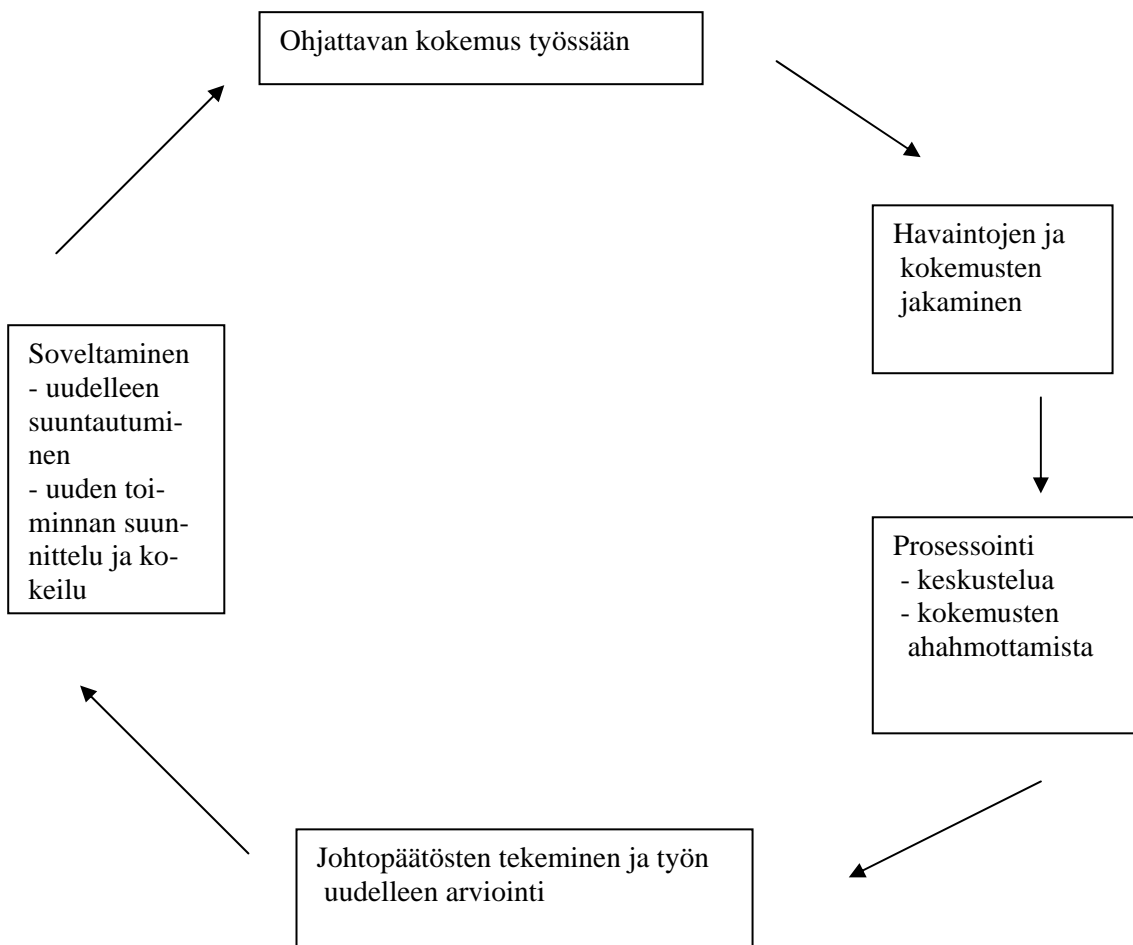 Ohjattavan kokemus työssään
Havaintojen ja
kokemusten
jakaminen
Prosessointi
- keskustelua
- kokemusten
ahahmottamista
Johtopäätösten tekeminen ja työn
uudelleen arviointi
Soveltaminen
- uudelleen
suuntautumi-
nen
- uuden toi-
minnan suun-
nittelu ja ko-
keilu